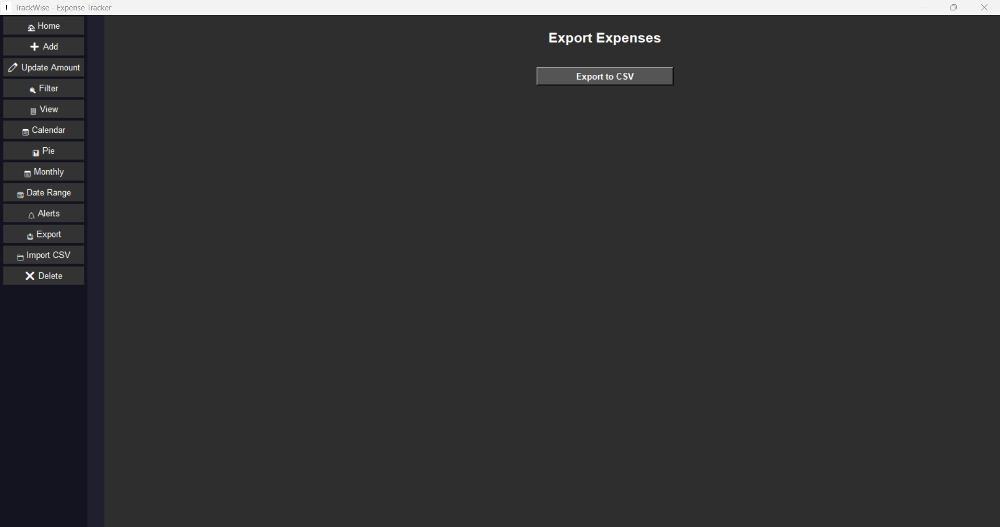 TrackWise - Expense Tracker
Home
Add
Update Amount
Filter
View
Calendar
Pie
Monthly
Date Range
Alerts
Export
Import CSV
Delete
Export Expenses
Export to CSV